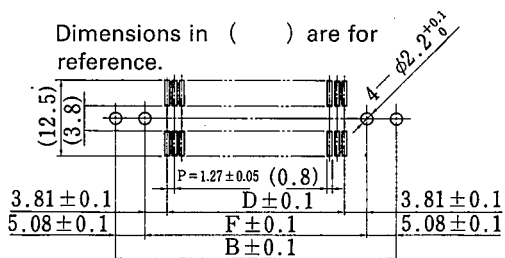 Dimensions in (      ) are for
reference.
4—φ2.2+0.1 0
(12.5)
(3.8)
P=1.27±0.05 (0.8)
3.81±0.1 D±0.1 3.81±0.1
5.08±0.1 F±0.1 5.08±0.1
B±0.1